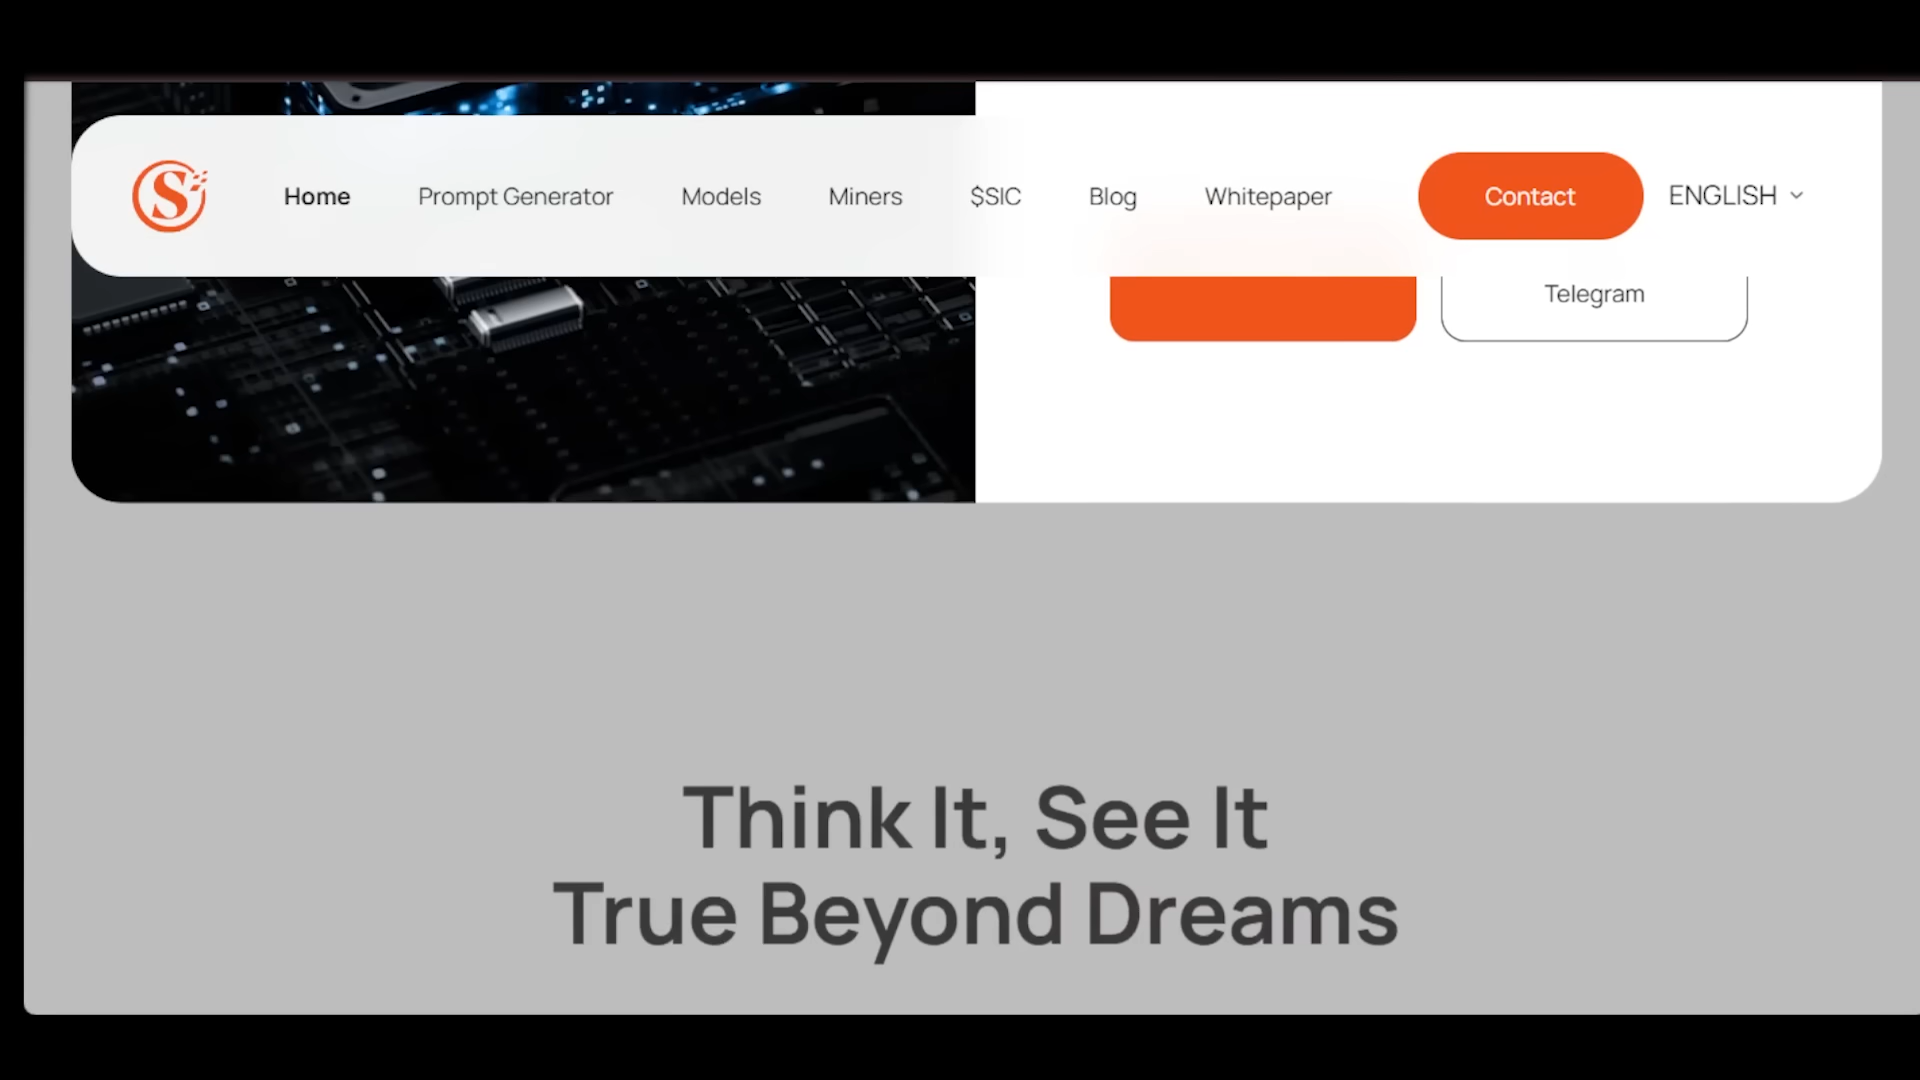 S
Home Prompt Generator Models Miners $SIC Blog Whitepaper Contact ENGLISH
Telegram
Think It, See It
True Beyond Dreams